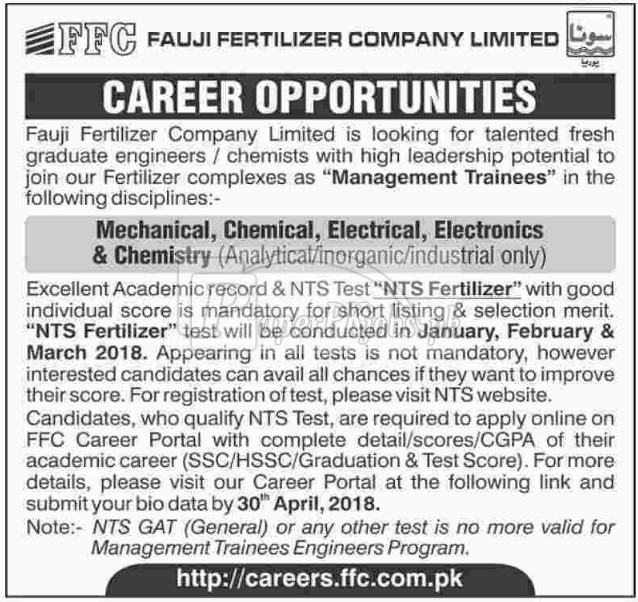 FFC FAUJI FERTILIZER COMPANY LIMITED سونا
یوریا
CAREER OPPORTUNITIES
Fauji Fertilizer Company Limited is looking for talented fresh
graduate engineers / chemists with high leadership potential to
join our Fertilizer complexes as “Management Trainees” in the
following disciplines:-
Mechanical, Chemical, Electrical, Electronics
& Chemistry (Analytical/inorganic/industrial only)
Excellent Academic record & NTS Test “NTS Fertilizer” with good
individual score is mandatory for short listing & selection merit.
“NTS Fertilizer” test will be conducted in January, February &
March 2018. Appearing in all tests is not mandatory, however
interested candidates can avail all chances if they want to improve
their score. For registration of test, please visit NTS website.
Candidates, who qualify NTS Test, are required to apply online on
FFC Career Portal with complete detail/scores/CGPA of their
academic career (SSC/HSSC/Graduation & Test Score). For more
details, please visit our Career Portal at the following link and
submit your bio data by 30th April, 2018.
Note:- NTS GAT (General) or any other test is no more valid for
Management Trainees Engineers Program.
http://careers.ffc.com.pk